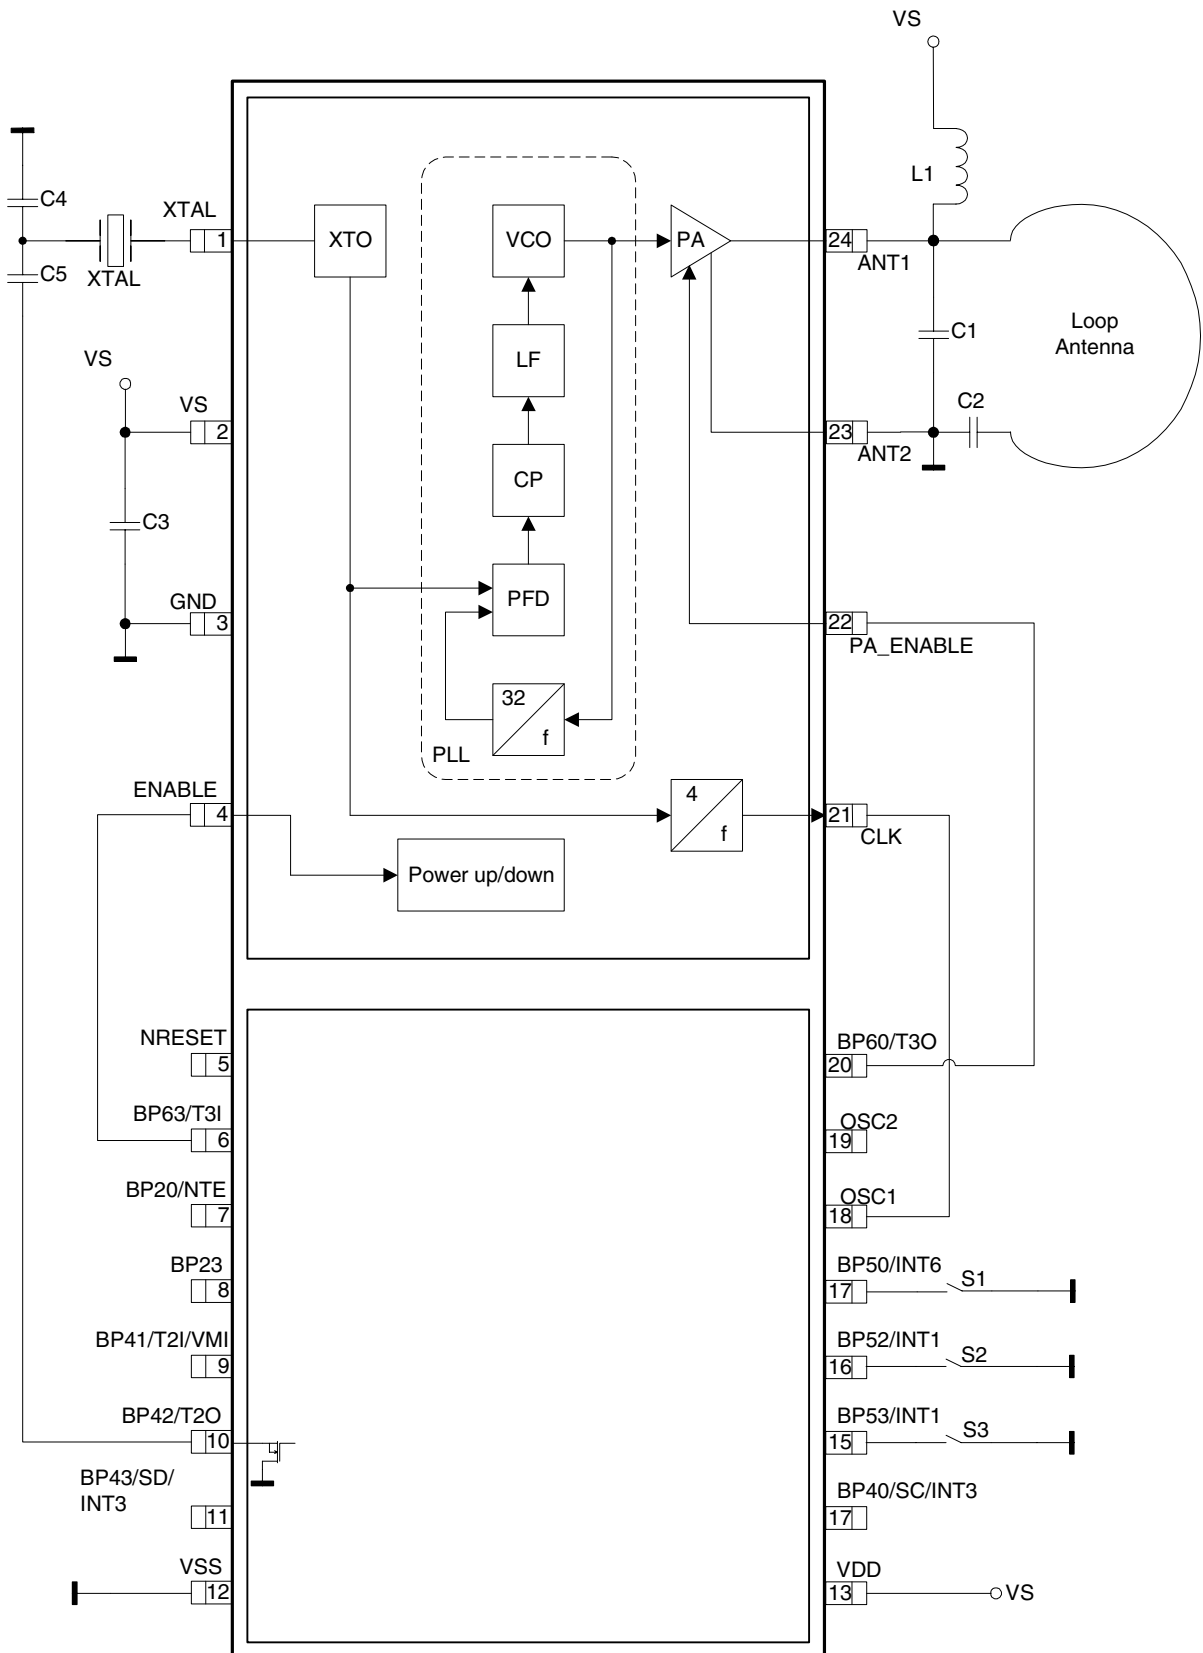 VS
L1
C4
XTAL
1
XTO
VCO
PA
24
ANT1
C5
XTAL
C1
Loop
Antenna
LF
VS
VS
2
C2
23
ANT2
CP
C3
GND
3
PFD
22
PA_ENABLE
32
f
PLL
ENABLE
4
4
f
21
CLK
Power up/down
NRESET
5
BP60/T3O
20
BP63/T3I
6
OSC2
19
BP20/NTE
7
OSC1
18
BP23
8
BP50/INT6
17
S1
BP41/T2I/VMI
9
BP52/INT1
16
S2
BP42/T2O
10
BP53/INT1
15
S3
BP43/SD/
INT3
11
BP40/SC/INT3
17
VSS
12
VDD
13
VS